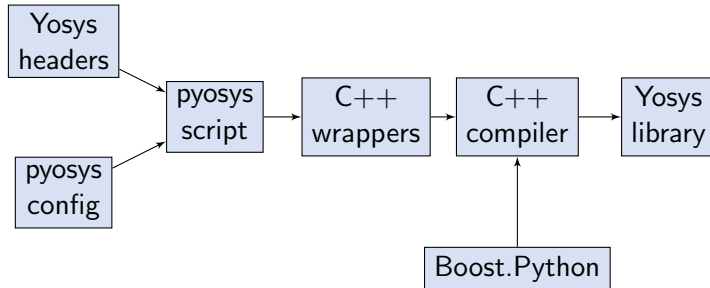 Yosys
headers
pyosys
config
pyosys
script
C++
wrappers
C++
compiler
Yosys
library
Boost.Python